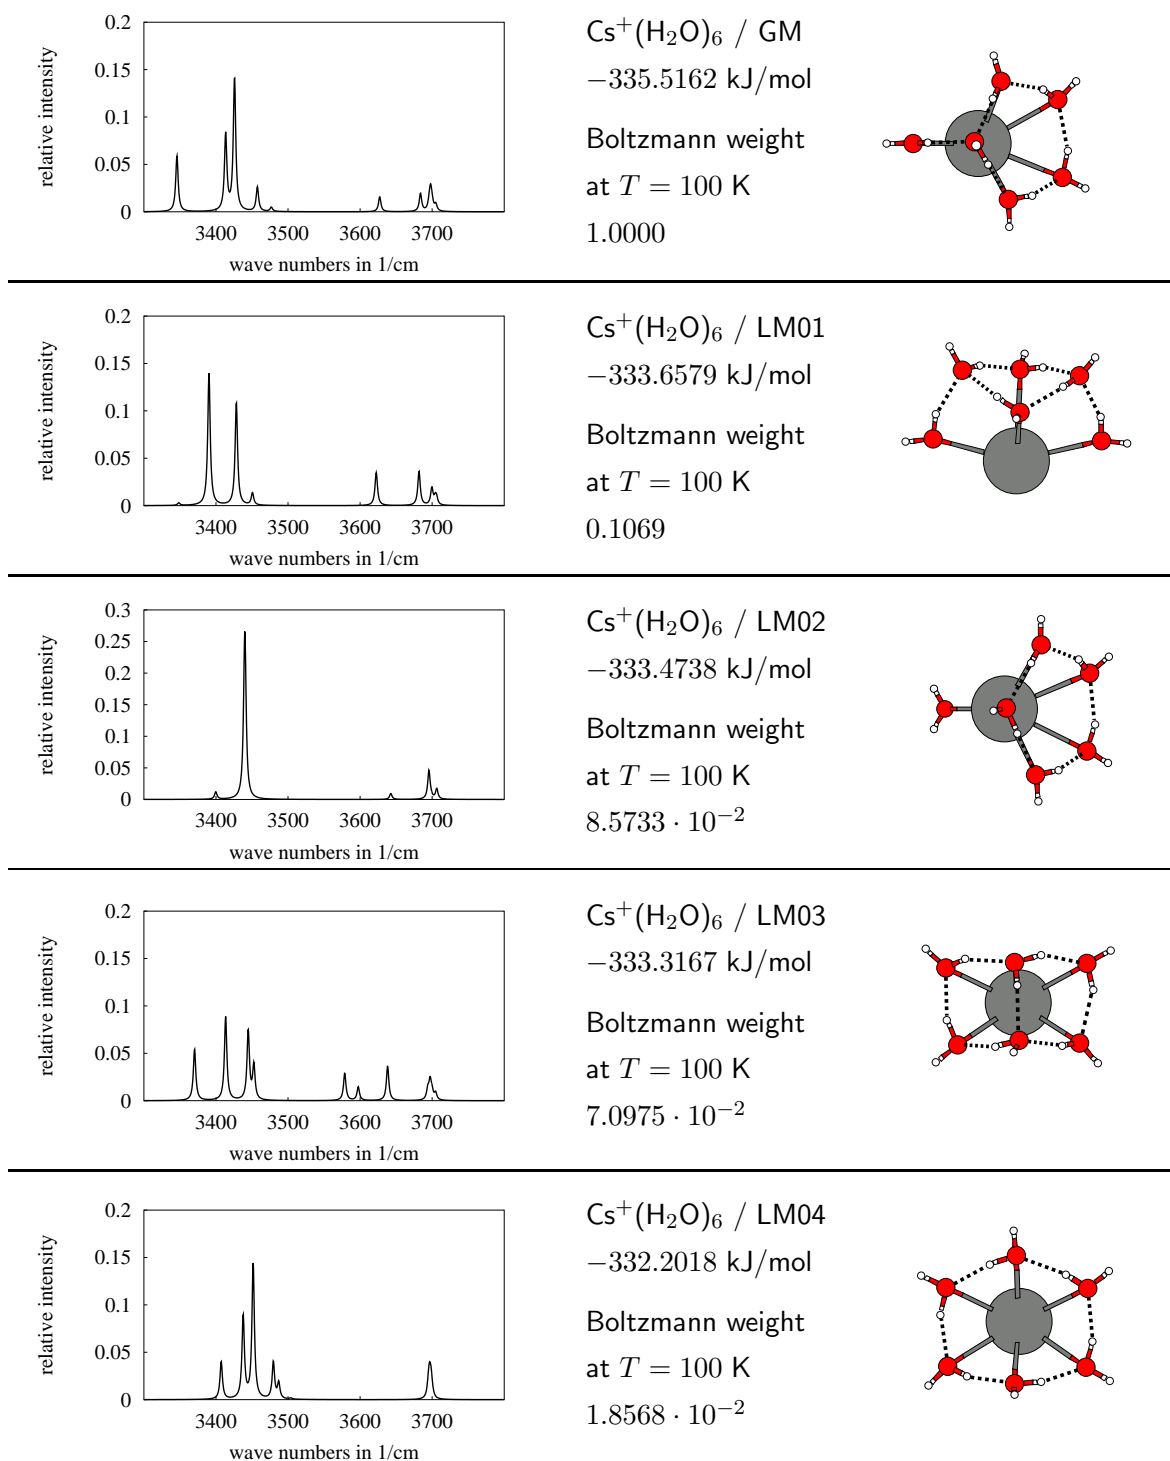 0.2
0.15
0.1
0.05
0
3400 3500 3600 3700
wave numbers in 1/cm
relative intensity
Cs⁺(H₂O)₆ / GM
−335.5162 kJ/mol
Boltzmann weight
at T = 100 K
1.0000
0.2
0.15
0.1
0.05
0
3400 3500 3600 3700
wave numbers in 1/cm
relative intensity
Cs⁺(H₂O)₆ / LM01
−333.6579 kJ/mol
Boltzmann weight
at T = 100 K
0.1069
0.3
0.25
0.2
0.15
0.1
0.05
0
3400 3500 3600 3700
wave numbers in 1/cm
relative intensity
Cs⁺(H₂O)₆ / LM02
−333.4738 kJ/mol
Boltzmann weight
at T = 100 K
8.5733 · 10⁻²
0.2
0.15
0.1
0.05
0
3400 3500 3600 3700
wave numbers in 1/cm
relative intensity
Cs⁺(H₂O)₆ / LM03
−333.3167 kJ/mol
Boltzmann weight
at T = 100 K
7.0975 · 10⁻²
0.2
0.15
0.1
0.05
0
3400 3500 3600 3700
wave numbers in 1/cm
relative intensity
Cs⁺(H₂O)₆ / LM04
−332.2018 kJ/mol
Boltzmann weight
at T = 100 K
1.8568 · 10⁻²